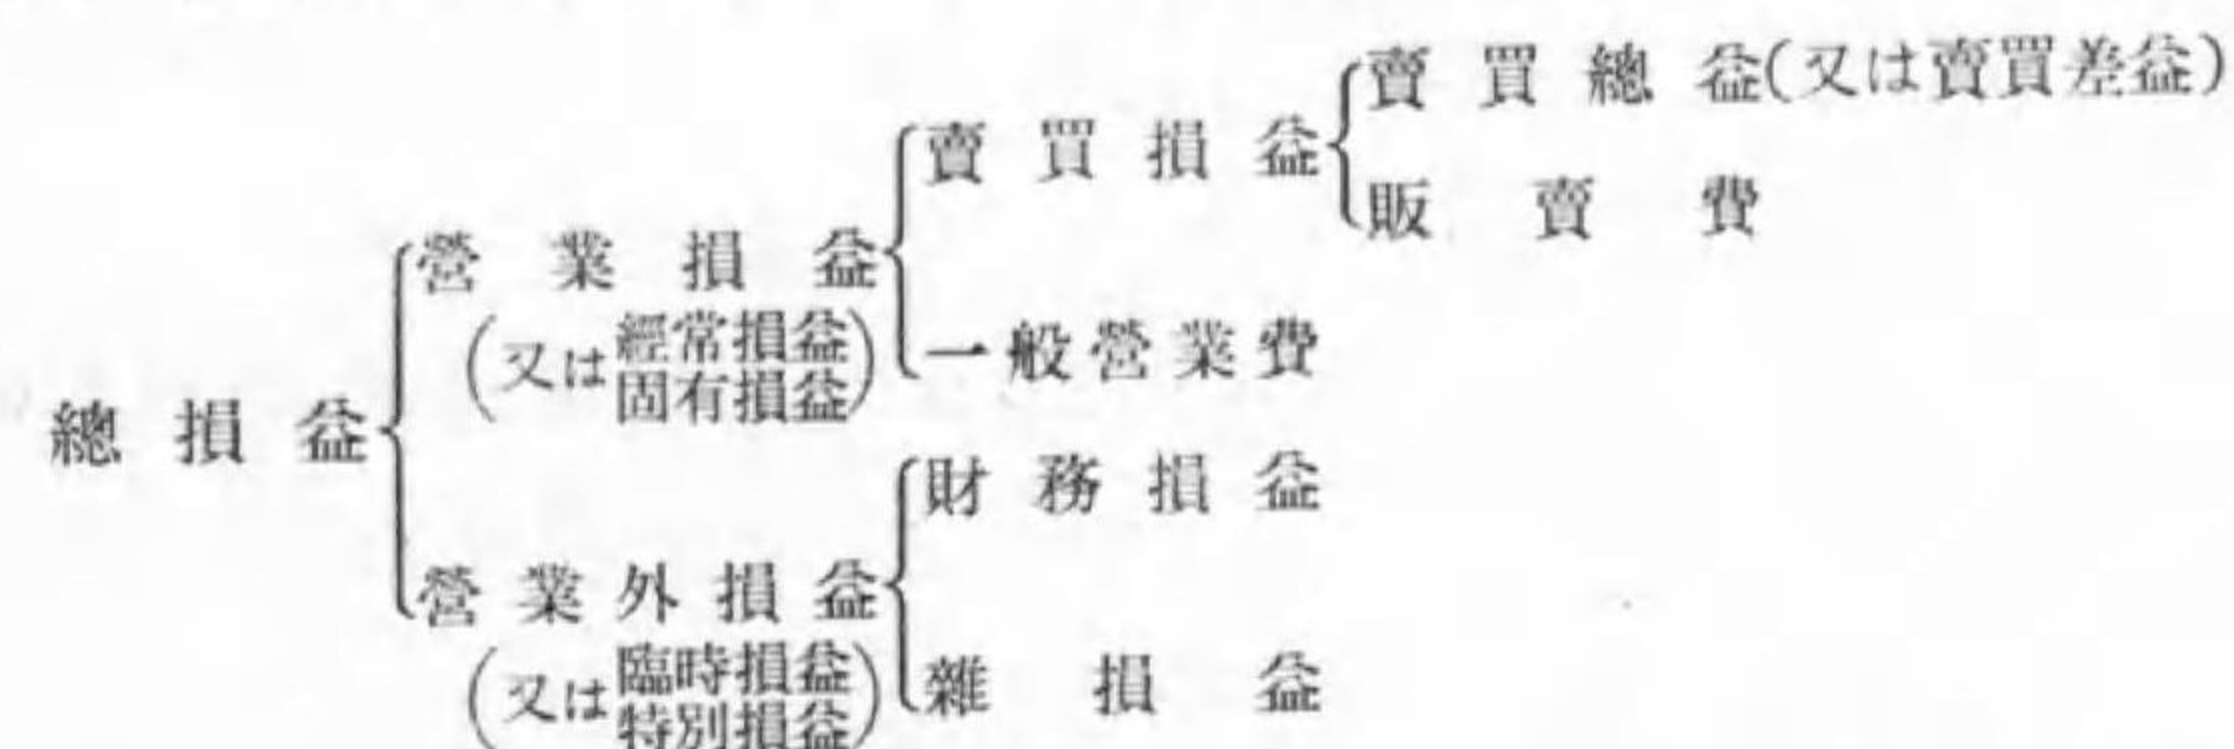 賣買總益(又は賣買差益)
賣買損益
販賣費
營業損益
(又は經常損益
固有損益)
一般營業費
總損益
財務損益
營業外損益
(又は臨時損益
特別損益)
雜損益